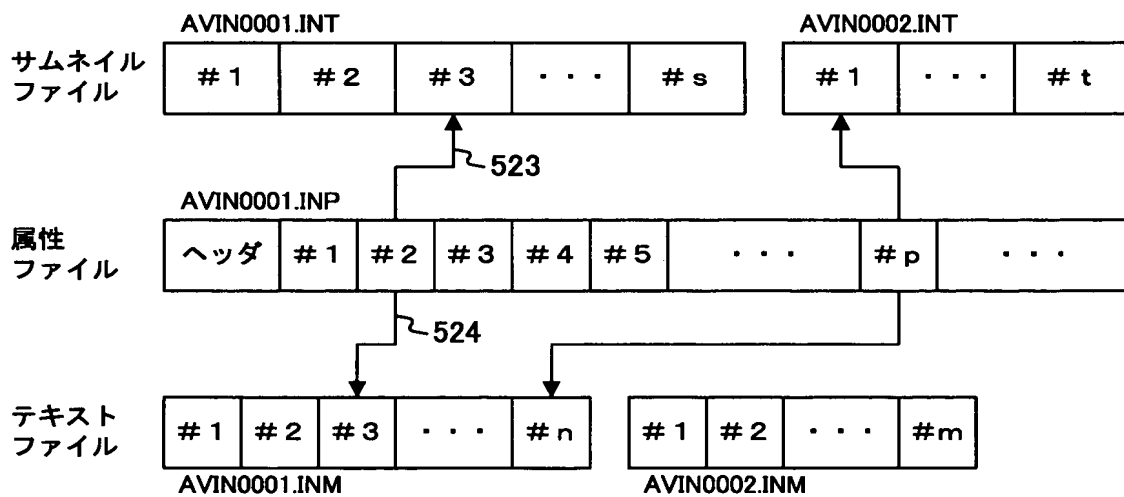 AVIN0001.INT AVIN0002.INT
サムネイル
ファイル
#1 #2 #3 ・・・ #s #1 ・・・ #t
523
AVIN0001.INP
属性
ファイル
ヘッダ #1 #2 #3 #4 #5 ・・・ #p ・・・
524
テキスト
ファイル
#1 #2 #3 ・・・ #n #1 #2 ・・・ #m
AVIN0001.INM AVIN0002.INM